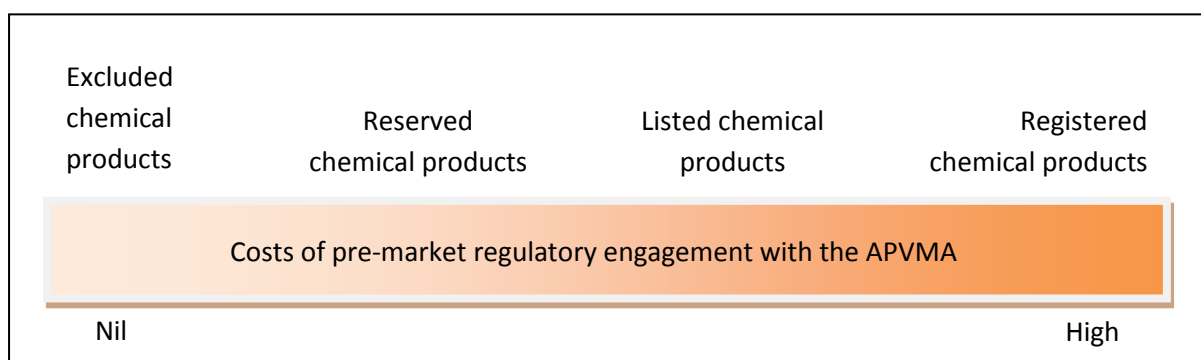 Excluded
chemical
products
Reserved
chemical products
Listed chemical
products
Registered
chemical products
Costs of pre-market regulatory engagement with the APVMA
Nil
High